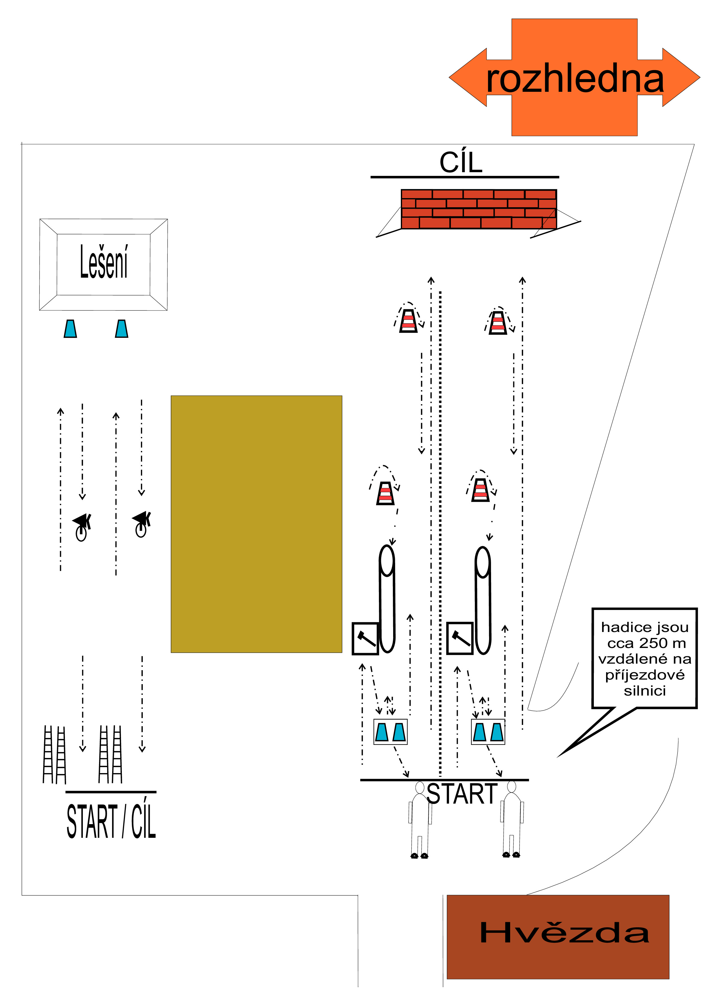 rozhledna
CÍL
Lešení
hadice jsou
cca 250 m
vzdálené na
příjezdové
silnici
START
START / CÍL
Hvězda